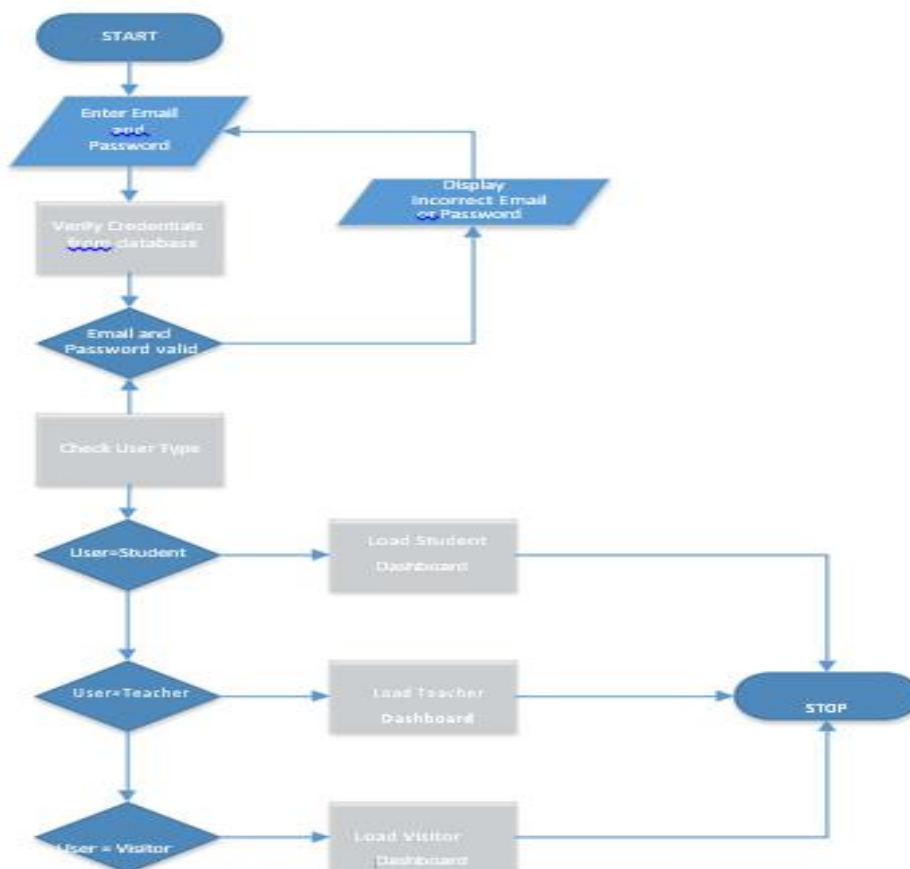 START
Enter Email
and
Password
Display
Incorrect Email
or Password
Verify Credentials
from database
Email and
Password valid
Check User Type
User=Student
Load Student
Dashboard
User=Teacher
Load Teacher
Dashboard
STOP
User = Visitor
Load Visitor
Dashboard